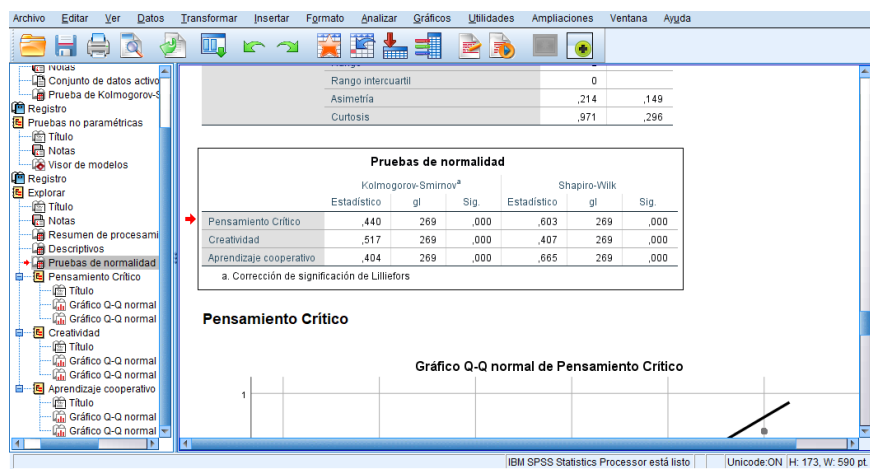 Archivo Editar Ver Datos Transformar Insertar Formato Analizar Gráficos Utilidades Ampliaciones Ventana Ayuda
Notas
Conjunto de datos activo
Prueba de Kolmogorov-S
Registro
Pruebas no paramétricas
Título
Notas
Visor de modelos
Registro
Explorar
Título
Notas
Resumen de procesami
Descriptivos
Pruebas de normalidad
Pensamiento Crítico
Título
Gráfico Q-Q normal
Gráfico Q-Q normal
Creatividad
Título
Gráfico Q-Q normal
Gráfico Q-Q normal
Aprendizaje cooperativo
Título
Gráfico Q-Q normal
Gráfico Q-Q normal
Rango intercuartil 0
Asimetría ,214 ,149
Curtosis ,971 ,296
Pruebas de normalidad
Kolmogorov-Smirnovª Shapiro-Wilk
Estadístico gl Sig. Estadístico gl Sig.
Pensamiento Crítico ,440 269 ,000 ,603 269 ,000
Creatividad ,517 269 ,000 ,407 269 ,000
Aprendizaje cooperativo ,404 269 ,000 ,665 269 ,000
a. Corrección de significación de Lilliefors
Pensamiento Crítico
Gráfico Q-Q normal de Pensamiento Crítico
1
IBM SPSS Statistics Processor está listo Unicode:ON H: 173, W: 590 pt.